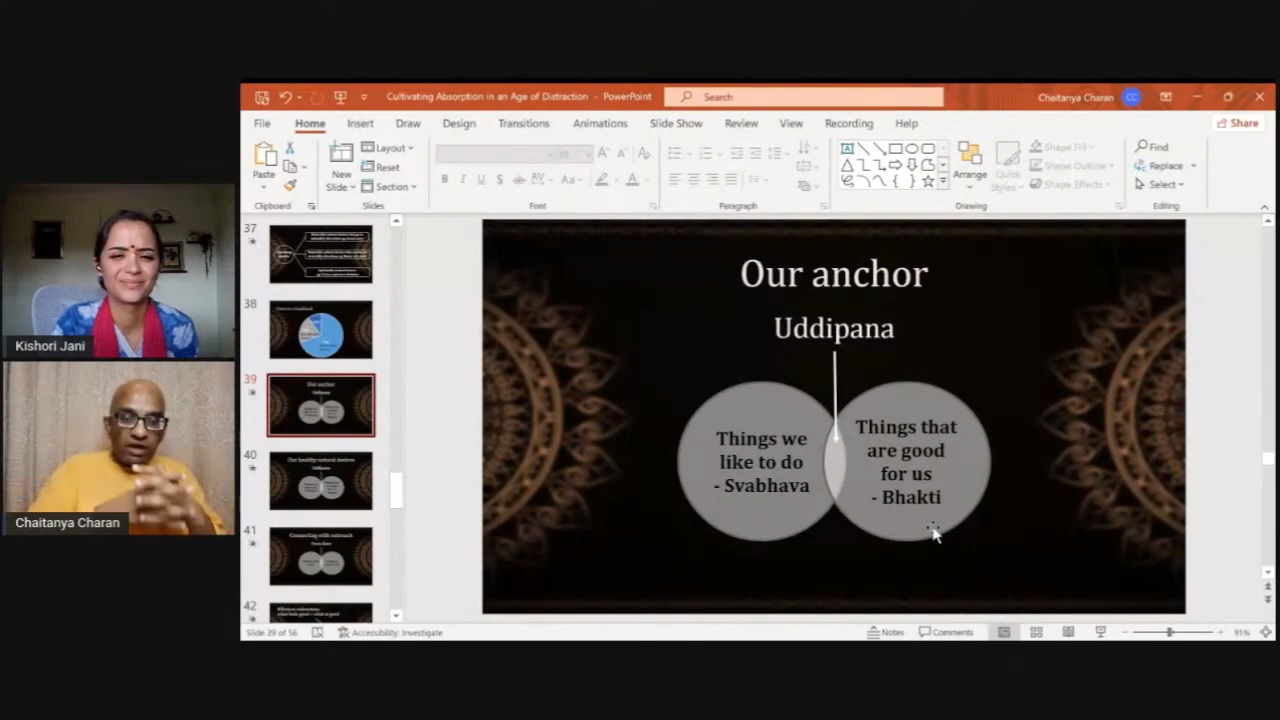 Cultivating Absorption in an Age of Distraction - PowerPoint
Search
Chaitanya Charan
CC
File
Home
Insert
Draw
Design
Transitions
Animations
Slide Show
Review
View
Recording
Help
Share
Paste
Clipboard
New
Slide
Layout
Reset
Section
Slides
Font
Paragraph
Arrange
Quick
Styles
Shape Fill
Shape Outline
Shape Effects
Drawing
Find
Replace
Select
Editing
37
38
39
Our anchor
40
Our healthy natural desires
41
Connecting with outreach
42
Our anchor
Uddipana
Things we
like to do
- Svabhava
Things that
are good
for us
- Bhakti
Kishori Jani
Chaitanya Charan
Slide 39 of 56
Accessibility: Investigate
Notes
Comments
91%